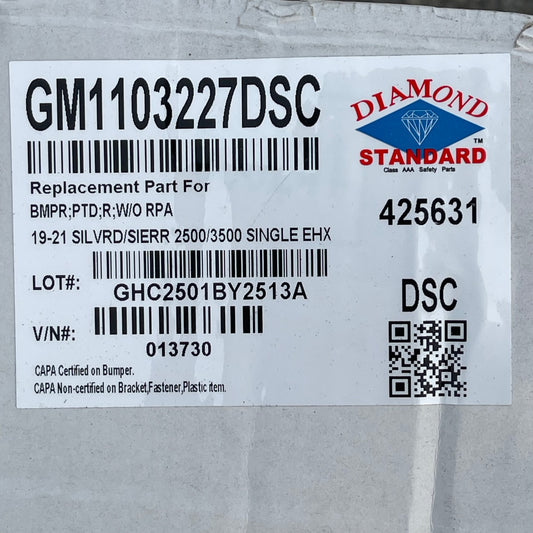 GM1103227DSC
DIAMOND
STANDARD
TM
Class AAA Safety Parts
Replacement Part For
BMPR;PTD;R;W/O RPA
425631
19-21 SILVRD/SIERR 2500/3500 SINGLE EHX
LOT#:
GHC2501BY2513A
DSC
V/N#:
013730
CAPA Certified on Bumper.
CAPA Non-certified on Bracket,Fastener,Plastic item.